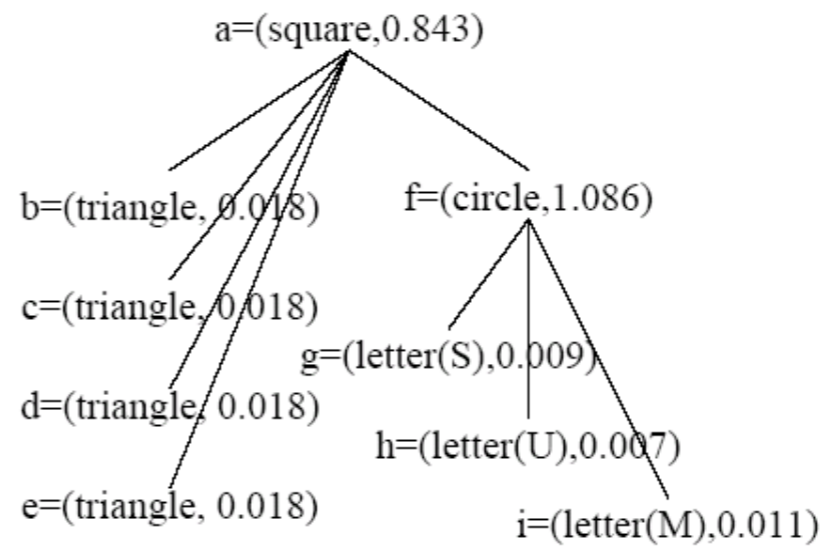 a=(square,0.843)
b=(triangle, 0.018)
f=(circle,1.086)
c=(triangle, 0.018)
g=(letter(S),0.009)
d=(triangle, 0.018)
h=(letter(U),0.007)
e=(triangle, 0.018)
i=(letter(M),0.011)